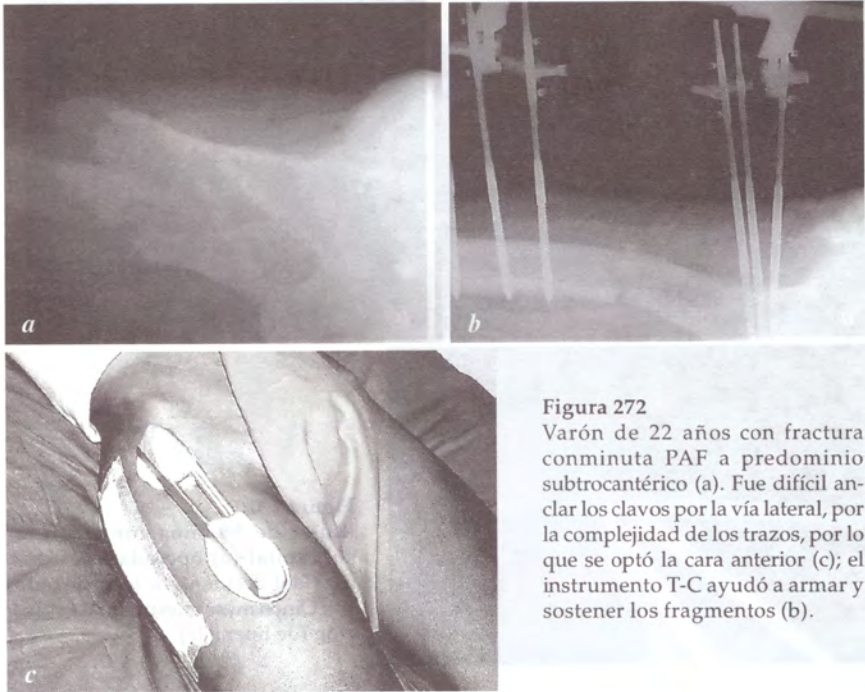 a
b
c
Figura 272
Varón de 22 años con fractura
conminuta PAF a predominio
subtrocantérico (a). Fue difícil an-
clar los clavos por la vía lateral, por
la complejidad de los trazos, por lo
que se optó la cara anterior (c); el
instrumento T-C ayudó a armar y
sostener los fragmentos (b).